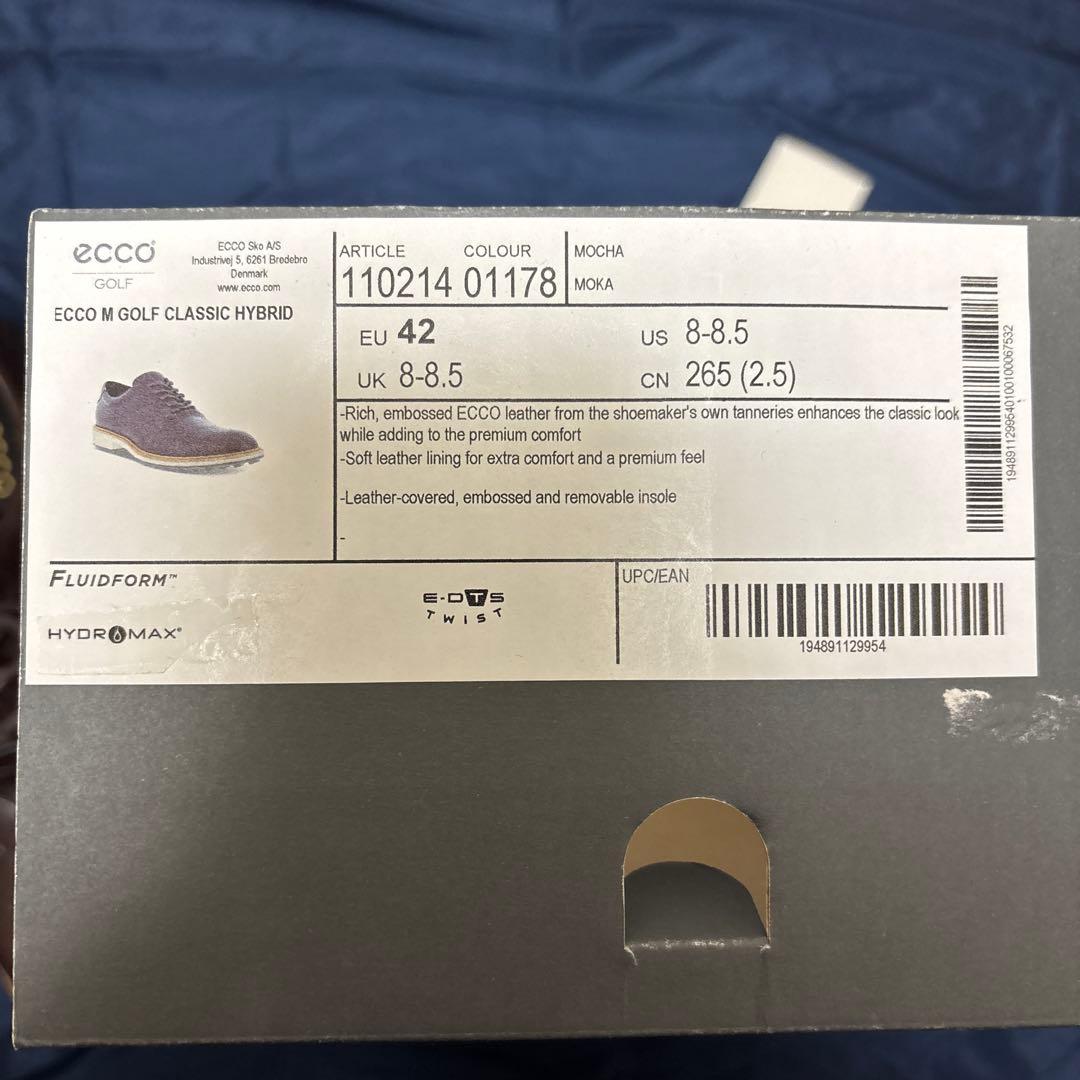 ecco
GOLF
ECCO Sko A/S
Industrivej 5, 6261 Bredebro
Denmark
www.ecco.com
ECCO M GOLF CLASSIC HYBRID
ARTICLE COLOUR
110214 01178
MOCHA
MOKA
EU 42
US 8-8.5
UK 8-8.5
CN 265 (2.5)
-Rich, embossed ECCO leather from the shoemaker's own tanneries enhances the classic look
while adding to the premium comfort
-Soft leather lining for extra comfort and a premium feel
-Leather-covered, embossed and removable insole
-
19489112995401001000 67532
FLUIDFORM™
HYDROMAX®
E-DTS
TWIST
UPC/EAN
194891129954